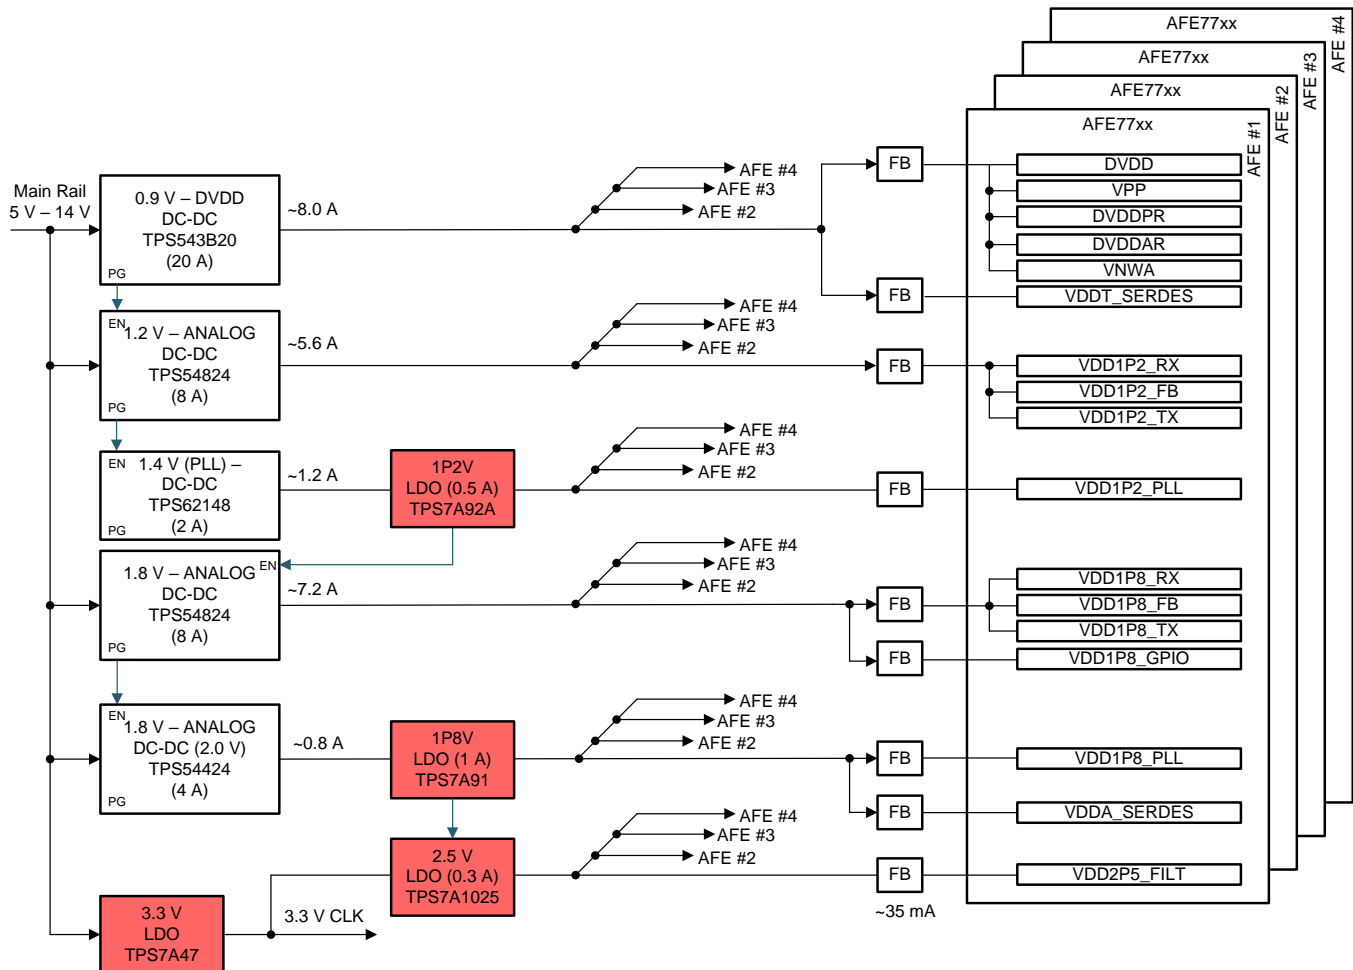 AFE77xx
AFE #4
AFE77xx
AFE #3
AFE77xx
AFE #2
AFE77xx
AFE #1
Main Rail
5 V – 14 V
0.9 V – DVDD
DC-DC
TPS543B20
(20 A)
PG
~8.0 A
AFE #4
AFE #3
AFE #2
FB
DVDD
VPP
DVDDPR
DVDDAR
VNWA
FB
VDDT_SERDES
EN
1.2 V – ANALOG
DC-DC
TPS54824
(8 A)
PG
~5.6 A
AFE #4
AFE #3
AFE #2
FB
VDD1P2_RX
VDD1P2_FB
VDD1P2_TX
EN
1.4 V (PLL) –
DC-DC
TPS62148
(2 A)
PG
~1.2 A
1P2V
LDO (0.5 A)
TPS7A92A
AFE #4
AFE #3
AFE #2
FB
VDD1P2_PLL
1.8 V – ANALOG
EN
DC-DC
TPS54824
(8 A)
PG
~7.2 A
AFE #4
AFE #3
AFE #2
FB
VDD1P8_RX
VDD1P8_FB
VDD1P8_TX
FB
VDD1P8_GPIO
EN
1.8 V – ANALOG
DC-DC (2.0 V)
TPS54424
(4 A)
PG
~0.8 A
1P8V
LDO (1 A)
TPS7A91
AFE #4
AFE #3
AFE #2
FB
VDD1P8_PLL
FB
VDDA_SERDES
2.5 V
LDO (0.3 A)
TPS7A1025
AFE #4
AFE #3
AFE #2
FB
~35 mA
VDD2P5_FILT
3.3 V
LDO
TPS7A47
3.3 V CLK